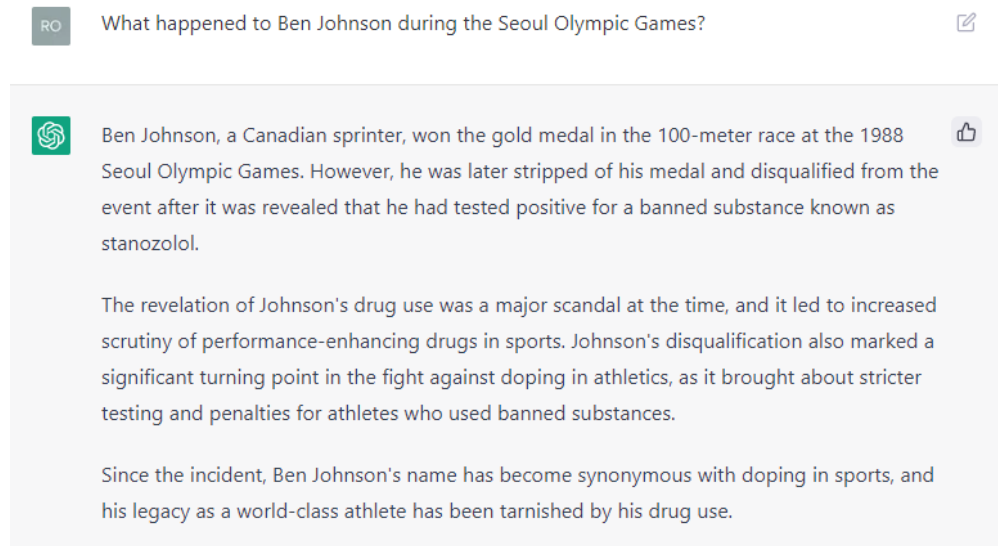 RO
What happened to Ben Johnson during the Seoul Olympic Games?
Ben Johnson, a Canadian sprinter, won the gold medal in the 100-meter race at the 1988
Seoul Olympic Games. However, he was later stripped of his medal and disqualified from the
event after it was revealed that he had tested positive for a banned substance known as
stanozolol.
The revelation of Johnson's drug use was a major scandal at the time, and it led to increased
scrutiny of performance-enhancing drugs in sports. Johnson's disqualification also marked a
significant turning point in the fight against doping in athletics, as it brought about stricter
testing and penalties for athletes who used banned substances.
Since the incident, Ben Johnson's name has become synonymous with doping in sports, and
his legacy as a world-class athlete has been tarnished by his drug use.